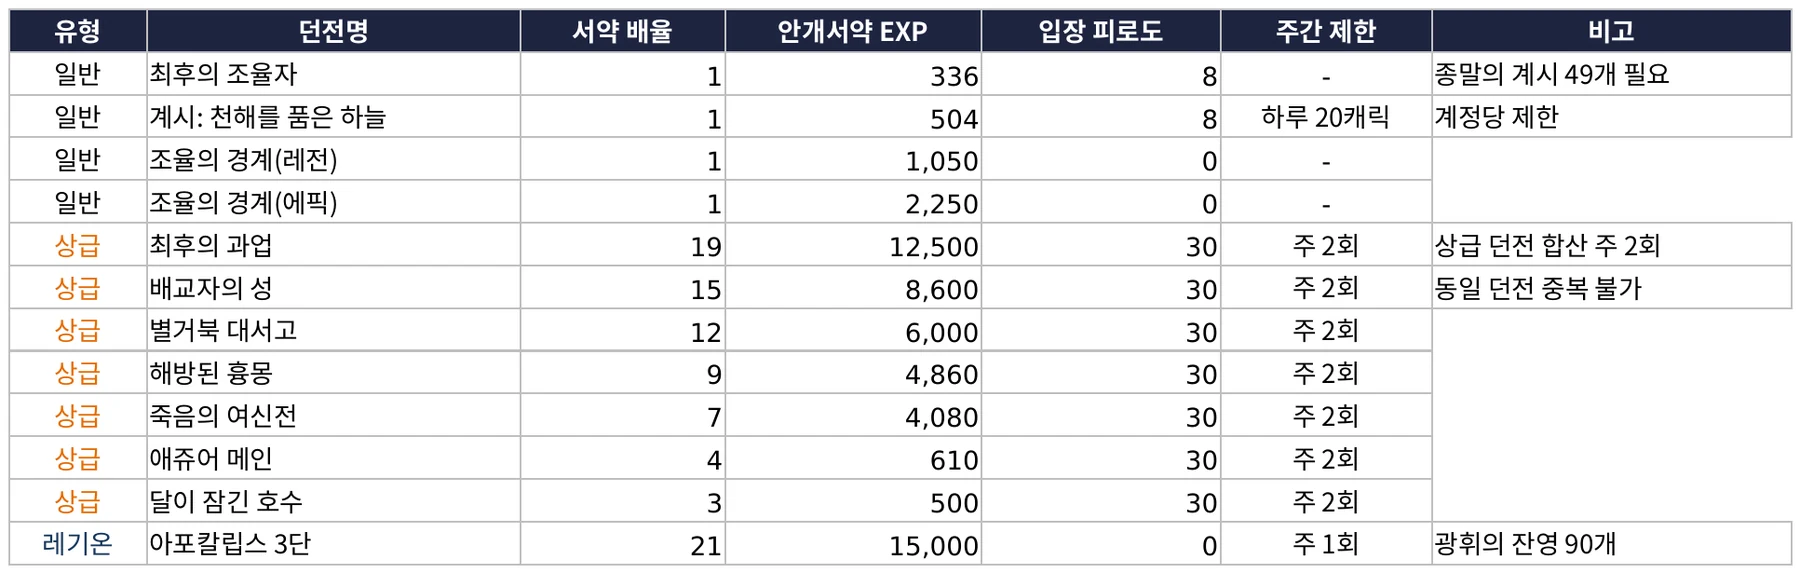 유형 던전명 서약 배율 안개서약 EXP 입장 피로도 주간 제한 비고
일반 최후의 조율자 1 336 8 - 종말의 계시 49개 필요
일반 계시: 천해를 품은 하늘 1 504 8 하루 20캐릭 계정당 제한
일반 조율의 경계(레전) 1 1,050 0 -
일반 조율의 경계(에픽) 1 2,250 0 -
상급 최후의 과업 19 12,500 30 주 2회 상급 던전 합산 주 2회
상급 배교자의 성 15 8,600 30 주 2회 동일 던전 중복 불가
상급 별거북 대서고 12 6,000 30 주 2회
상급 해방된 흉몽 9 4,860 30 주 2회
상급 죽음의 여신전 7 4,080 30 주 2회
상급 애쥬어 메인 4 610 30 주 2회
상급 달이 잠긴 호수 3 500 30 주 2회
레기온 아포칼립스 3단 21 15,000 0 주 1회 광휘의 잔영 90개